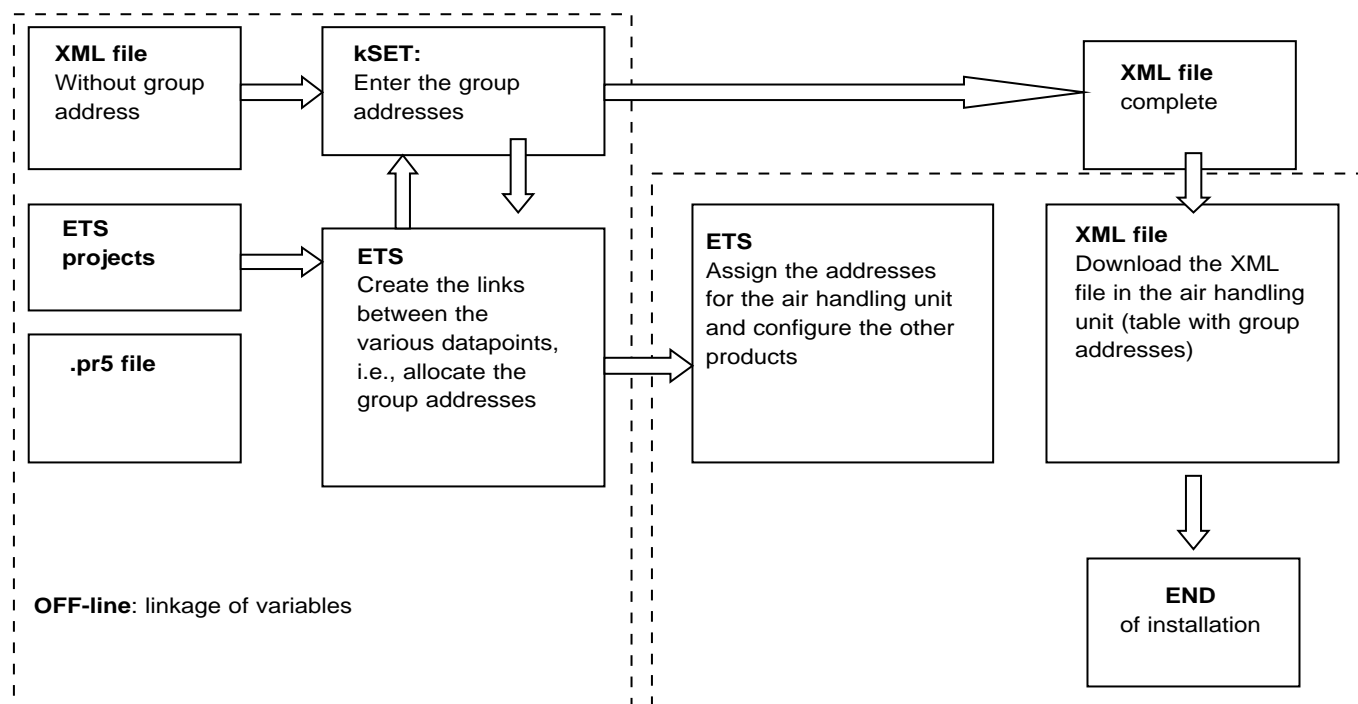 XML file
Without group
address
kSET:
Enter the group
addresses
XML file
complete
ETS
projects
.pr5 file
ETS
Create the links
between the
various datapoints,
i.e., allocate the
group addresses
ETS
Assign the addresses
for the air handling unit
and configure the other
products
XML file
Download the XML
file in the air handling
unit (table with group
addresses)
OFF-line: linkage of variables
END
of installation